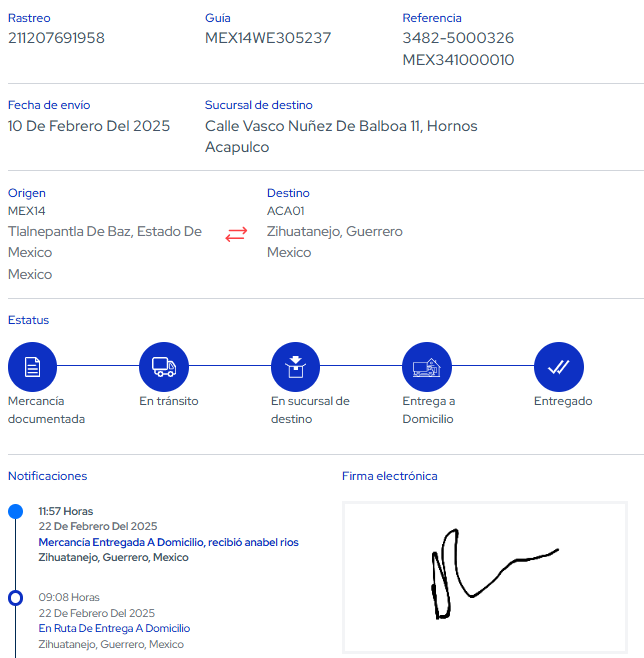 Rastreo
211207691958
Guía
MEX14WE305237
Referencia
3482-5000326
MEX341000010
Fecha de envío
10 De Febrero Del 2025
Sucursal de destino
Calle Vasco Nuñez De Balboa 11, Hornos
Acapulco
Origen
MEX14
Tlalnepantla De Baz, Estado De
Mexico
Mexico
Destino
ACA01
Zihuatanejo, Guerrero
Mexico
Estatus
Mercancía
documentada
En tránsito
En sucursal de
destino
Entrega a
Domicilio
Entregado
Notificaciones
11:57 Horas
22 De Febrero Del 2025
Mercancía Entregada A Domicilio, recibió anabel rios
Zihuatanejo, Guerrero, Mexico
09:08 Horas
22 De Febrero Del 2025
En Ruta De Entrega A Domicilio
Zihuatanejo, Guerrero, Mexico
Firma electrónica